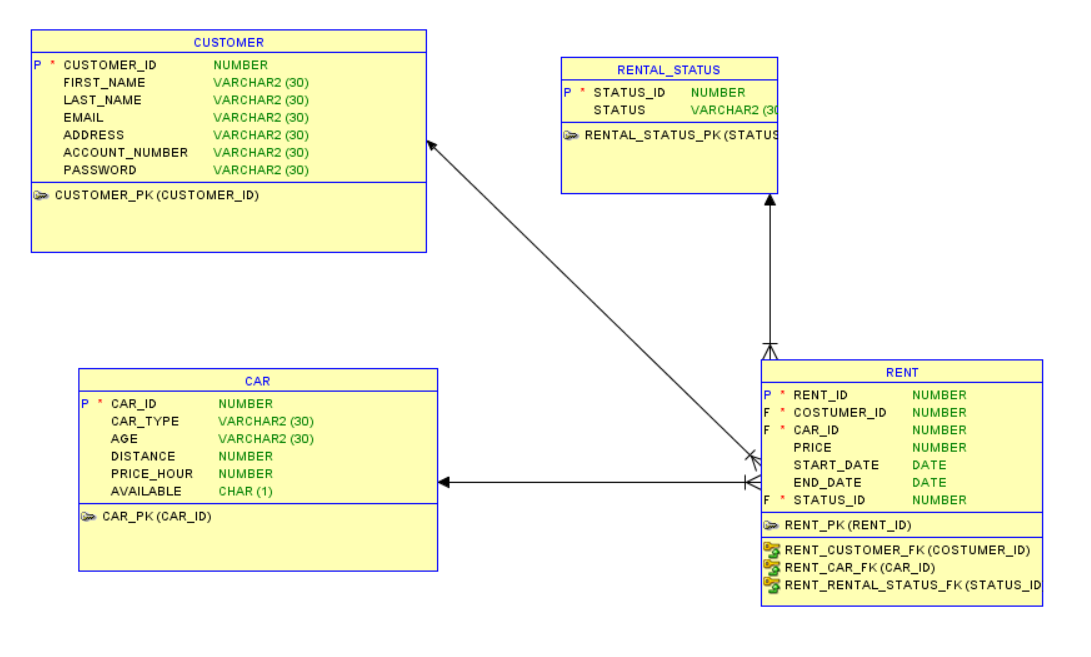 CUSTOMER
P * CUSTOMER_ID NUMBER
FIRST_NAME VARCHAR2 (30)
LAST_NAME VARCHAR2 (30)
EMAIL VARCHAR2 (30)
ADDRESS VARCHAR2 (30)
ACCOUNT_NUMBER VARCHAR2 (30)
PASSWORD VARCHAR2 (30)
CUSTOMER_PK (CUSTOMER_ID)
RENTAL_STATUS
P * STATUS_ID NUMBER
STATUS VARCHAR2 (30
RENTAL_STATUS_PK (STATUS
CAR
P * CAR_ID NUMBER
CAR_TYPE VARCHAR2 (30)
AGE VARCHAR2 (30)
DISTANCE NUMBER
PRICE_HOUR NUMBER
AVAILABLE CHAR (1)
CAR_PK (CAR_ID)
RENT
P * RENT_ID NUMBER
F * COSTUMER_ID NUMBER
F * CAR_ID NUMBER
PRICE NUMBER
START_DATE DATE
END_DATE DATE
F * STATUS_ID NUMBER
RENT_PK (RENT_ID)
RENT_CUSTOMER_FK (COSTUMER_ID)
RENT_CAR_FK (CAR_ID)
RENT_RENTAL_STATUS_FK (STATUS_ID